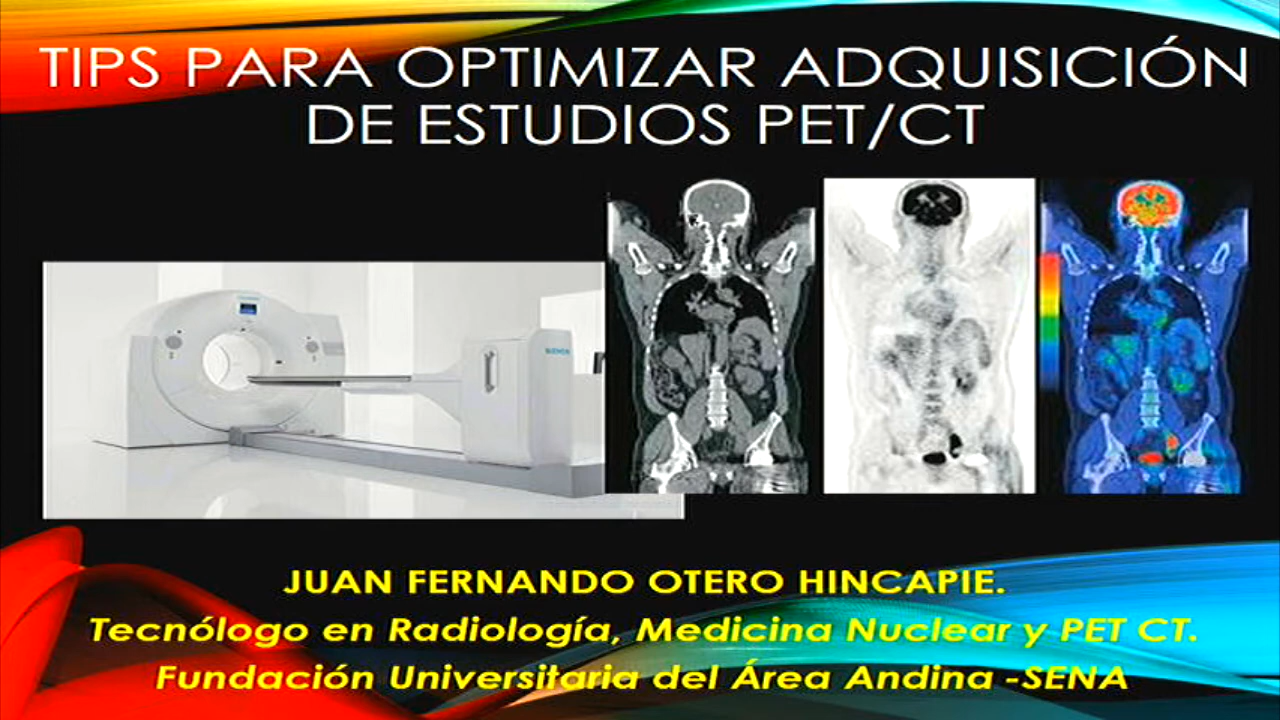 TIPS PARA OPTIMIZAR ADQUISICIÓN
DE ESTUDIOS PET/CT
JUAN FERNANDO OTERO HINCAPIE.
Tecnólogo en Radiología, Medicina Nuclear y PET CT.
Fundación Universitaria del Área Andina -SENA